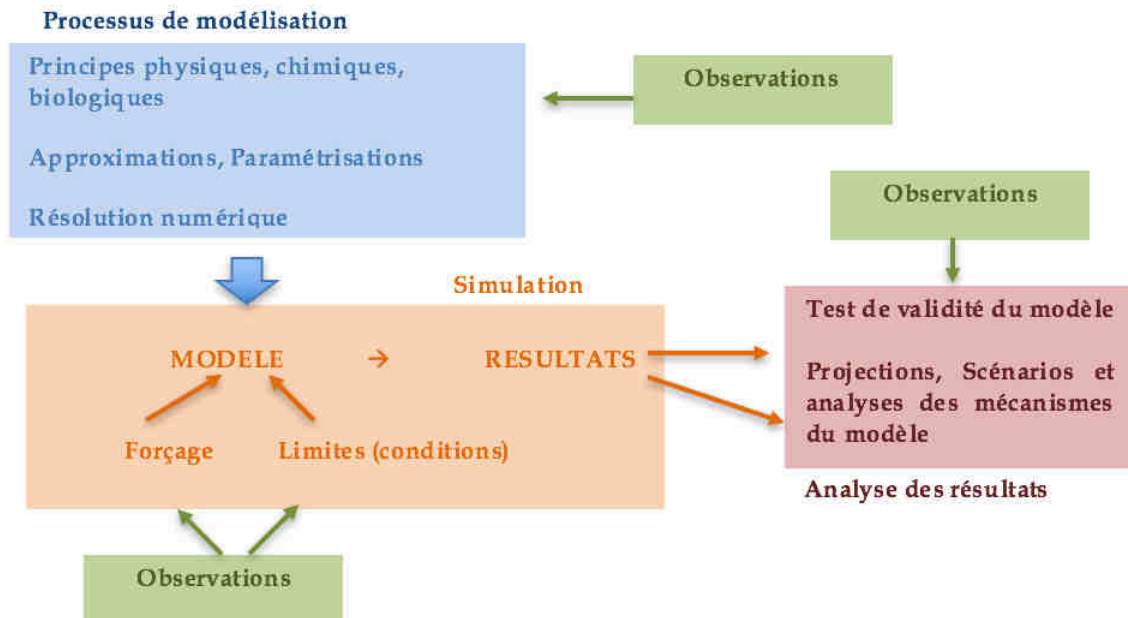 Processus de modélisation
Principes physiques, chimiques,
biologiques
Approximations, Paramétrisations
Résolution numérique
Observations
Observations
Simulation
MODELE → RESULTATS
Forçage Limites (conditions)
Test de validité du modèle
Projections, Scénarios et
analyses des mécanismes
du modèle
Analyse des résultats
Observations